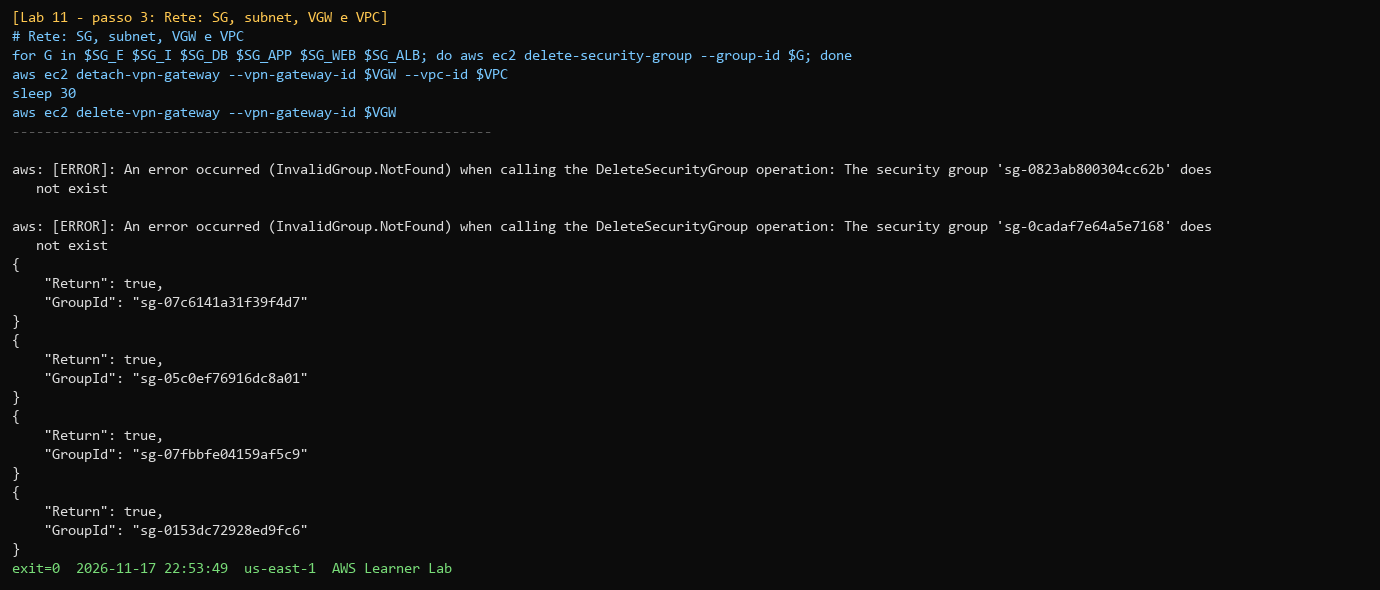 [Lab 11 - passo 3: Rete: SG, subnet, VGW e VPC]
# Rete: SG, subnet, VGW e VPC
for G in $SG_E $SG_I $SG_DB $SG_APP $SG_WEB $SG_ALB; do aws ec2 delete-security-group --group-id $G; done
aws ec2 detach-vpn-gateway --vpn-gateway-id $VGW --vpc-id $VPC
sleep 30
aws ec2 delete-vpn-gateway --vpn-gateway-id $VGW
------------------------------------------------------------
aws: [ERROR]: An error occurred (InvalidGroup.NotFound) when calling the DeleteSecurityGroup operation: The security group 'sg-0823ab800304cc62b' does
   not exist
aws: [ERROR]: An error occurred (InvalidGroup.NotFound) when calling the DeleteSecurityGroup operation: The security group 'sg-0cadaf7e64a5e7168' does
   not exist
{
    "Return": true,
    "GroupId": "sg-07c6141a31f39f4d7"
}
{
    "Return": true,
    "GroupId": "sg-05c0ef76916dc8a01"
}
{
    "Return": true,
    "GroupId": "sg-07fbbfe04159af5c9"
}
{
    "Return": true,
    "GroupId": "sg-0153dc72928ed9fc6"
}
exit=0  2026-11-17 22:53:49  us-east-1  AWS Learner Lab